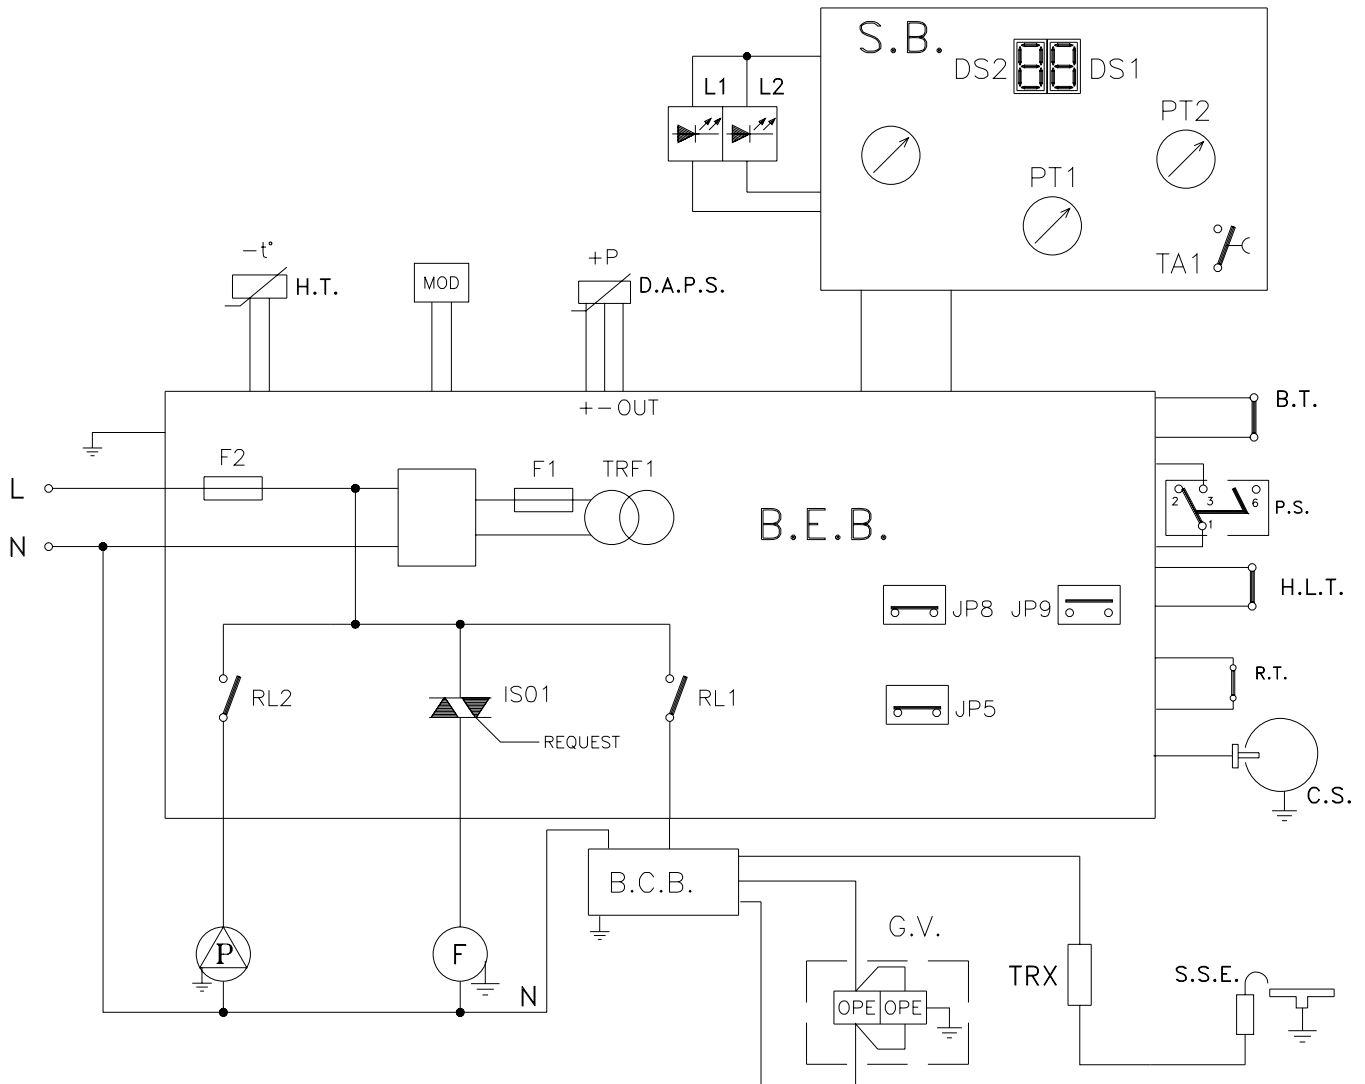 S.B.
DS2 DS1
L1 L2
PT2
PT1
TA1
-t°
H.T.
MOD
+P
D.A.P.S.
+-OUT
B.T.
F2
F1
TRF1
L
2 3 6
P.S.
1
N
B.E.B.
H.L.T.
JP8 JP9
R.T.
RL2
ISO1
RL1
JP5
REQUEST
C.S.
B.C.B.
G.V.
P
F
TRX
S.S.E.
N
OPE OPE